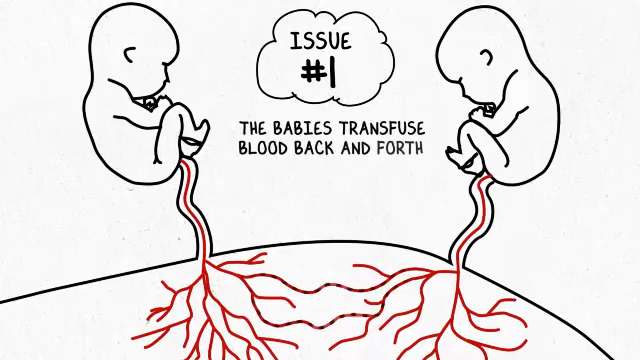 ISSUE
#1
THE BABIES TRANSFUSE
BLOOD BACK AND FORTH